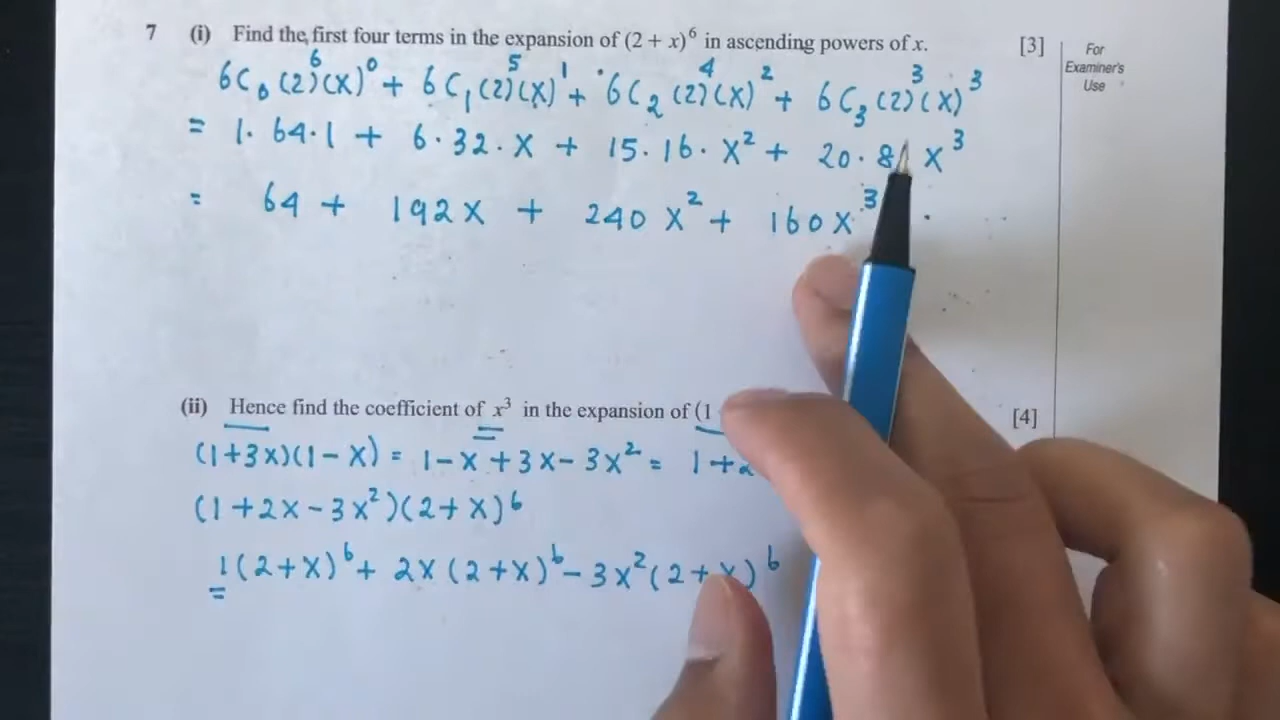 7 (i) Find the first four terms in the expansion of (2 + x)⁶ in ascending powers of x. [3]
For
Examiner's
Use
6C₀(2)⁶(x)⁰ + 6C₁(2)⁵(x)¹ + 6C₂(2)⁴(x)² + 6C₃(2)³(x)³
= 1·64·1 + 6·32·x + 15·16·x² + 20·8 x³
= 64 + 192x + 240x² + 160x³
(ii) Hence find the coefficient of x³ in the expansion of (1 [4]
(1+3x)(1-x) = 1-x+3x-3x² = 1+2
(1+2x-3x²)(2+x)⁶
= 1(2+x)⁶ + 2x(2+x)⁶ - 3x²(2+x)⁶